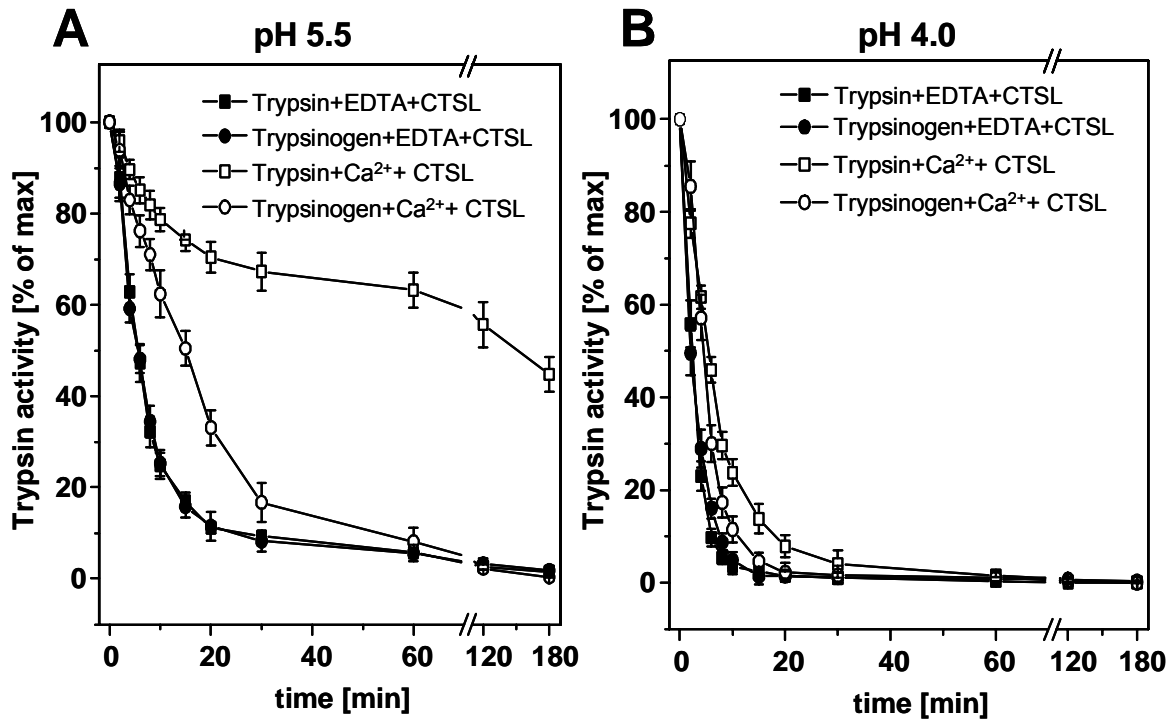 A
pH 5.5
Trypsin+EDTA+CTSL
Trypsinogen+EDTA+CTSL
Trypsin+Ca²⁺+ CTSL
Trypsinogen+Ca²⁺+ CTSL
Trypsin activity [% of max]
100
80
60
40
20
0
0 20 40 60 120 180
time [min]
B
pH 4.0
Trypsin+EDTA+CTSL
Trypsinogen+EDTA+CTSL
Trypsin+Ca²⁺+ CTSL
Trypsinogen+Ca²⁺+ CTSL
Trypsin activity [% of max]
100
80
60
40
20
0
0 20 40 60 120 180
time [min]